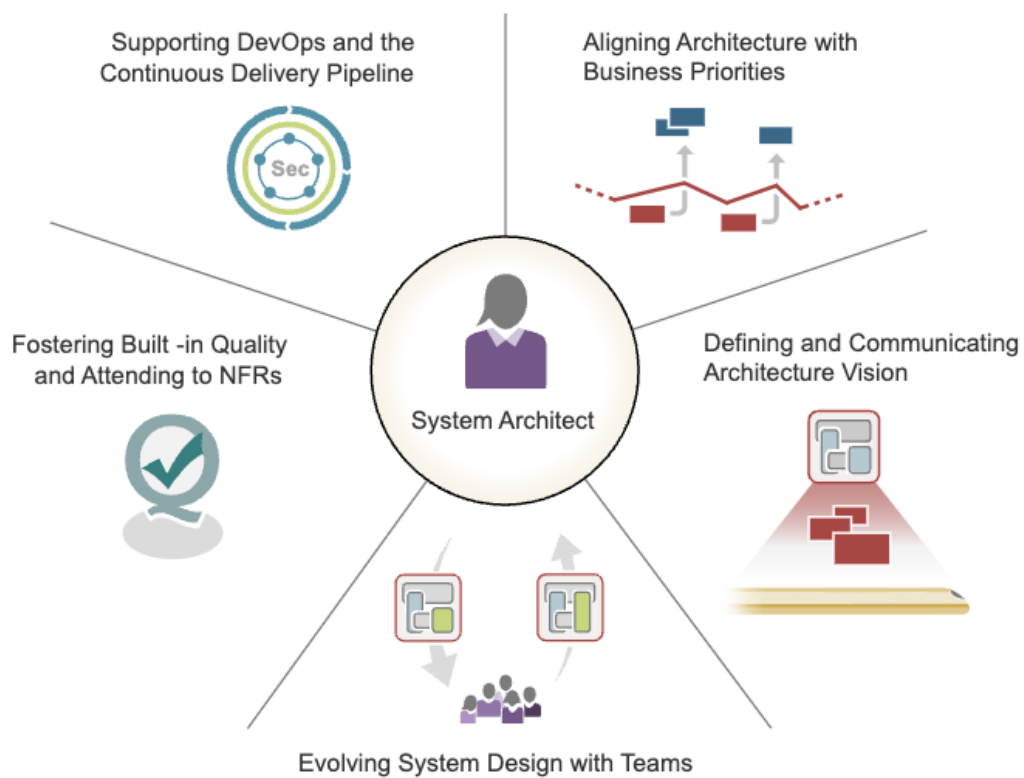 Supporting DevOps and the
Continuous Delivery Pipeline
Sec
Aligning Architecture with
Business Priorities
Fostering Built -in Quality
and Attending to NFRs
System Architect
Defining and Communicating
Architecture Vision
Evolving System Design with Teams